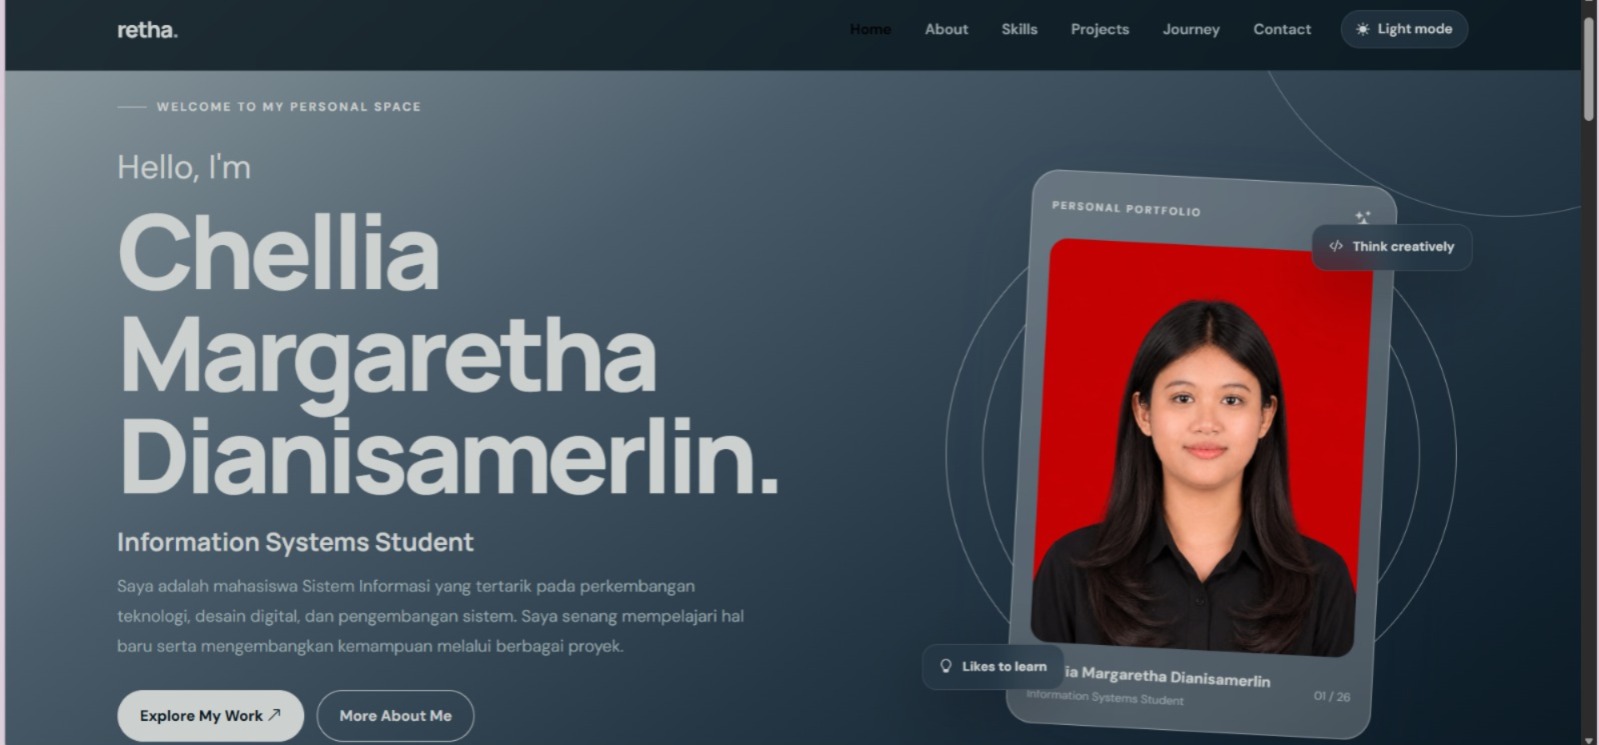 retha.
Home About Skills Projects Journey Contact Light mode
WELCOME TO MY PERSONAL SPACE
Hello, I'm
Chellia
Margaretha
Dianisamerlin.
Information Systems Student
Saya adalah mahasiswa Sistem Informasi yang tertarik pada perkembangan
teknologi, desain digital, dan pengembangan sistem. Saya senang mempelajari hal
baru serta mengembangkan kemampuan melalui berbagai proyek.
Explore My Work More About Me
PERSONAL PORTFOLIO
Think creatively
Likes to learn
ia Margaretha Dianisamerlin
Information Systems Student
01 / 26